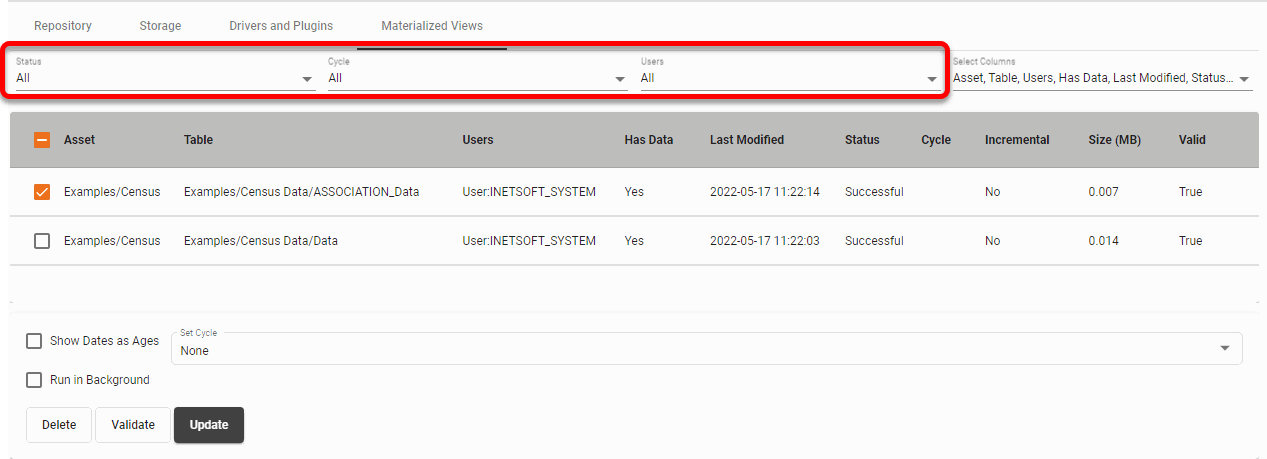 Repository Storage Drivers and Plugins Materialized Views
Status Cycle Users Select Columns
All All All Asset, Table, Users, Has Data, Last Modified, Status...
Asset Table Users Has Data Last Modified Status Cycle Incremental Size (MB) Valid
Examples/Census Examples/Census Data/ASSOCIATION_Data User:INETSOFT_SYSTEM Yes 2022-05-17 11:22:14 Successful No 0.007 True
Examples/Census Examples/Census Data/Data User:INETSOFT_SYSTEM Yes 2022-05-17 11:22:03 Successful No 0.014 True
Set Cycle
Show Dates as Ages None
Run in Background
Delete Validate Update